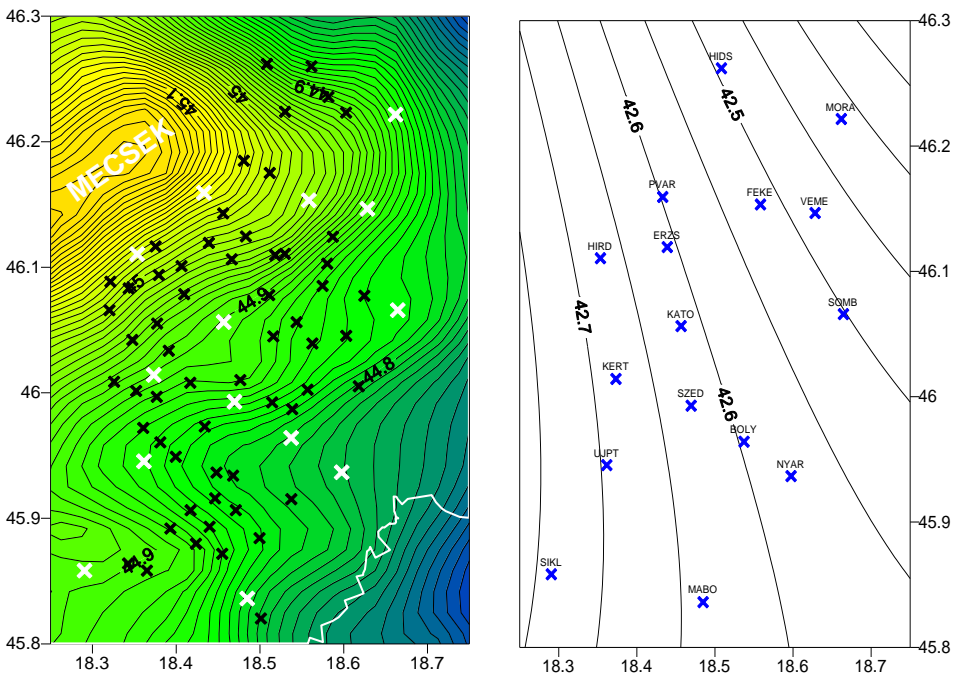 46.3
46.2
46.1
46
45.9
45.8
18.3
18.4
18.5
18.6
18.7
MECSEK
45.1
45
44.9
45
44.9
44.8
44.9
46.3
46.2
46.1
46
45.9
45.8
18.3
18.4
18.5
18.6
18.7
HIDS
42.5
42.6
MORA
PVAR
FEKE
VEME
ERZS
HIRD
42.7
SOMB
KATO
KERT
SZED
42.6
BOLY
UJPT
NYAR
SIKL
MABO